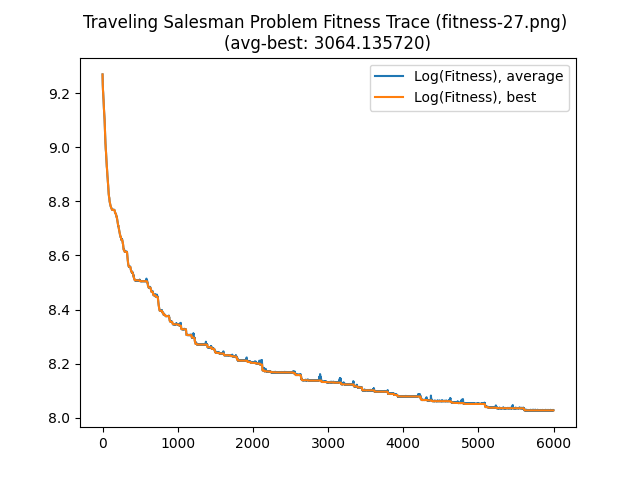 Traveling Salesman Problem Fitness Trace (fitness-27.png)
(avg-best: 3064.135720)
Log(Fitness), average
Log(Fitness), best
9.2
9.0
8.8
8.6
8.4
8.2
8.0
0 1000 2000 3000 4000 5000 6000